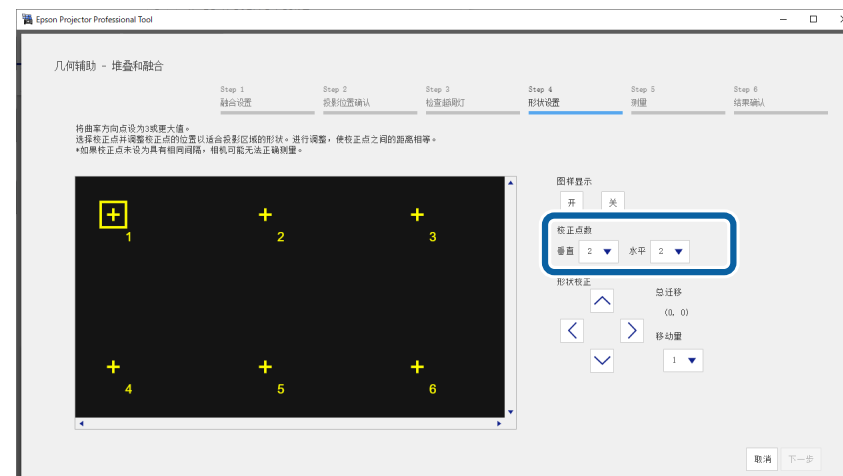 Epson Projector Professional Tool
几何辅助 - 堆叠和融合
Step 1 Step 2 Step 3 Step 4 Step 5 Step 6
融合设置 投影位置确认 检查超周灯 形状设置 测量 结果确认
将曲率方向点设为3或更大值。
选择校正点并调整校正点的位置以适合投影区域的形状。进行调整，使校正点之间的距离相等。
*如果校正点未设为具有相同间隔，相机可能无法正确测量。
图样显示
开 关
校正点数
垂直 2 水平 2
形状校正
总迁移
(0, 0)
移动量
1
1 2 3
4 5 6
取消 下一步